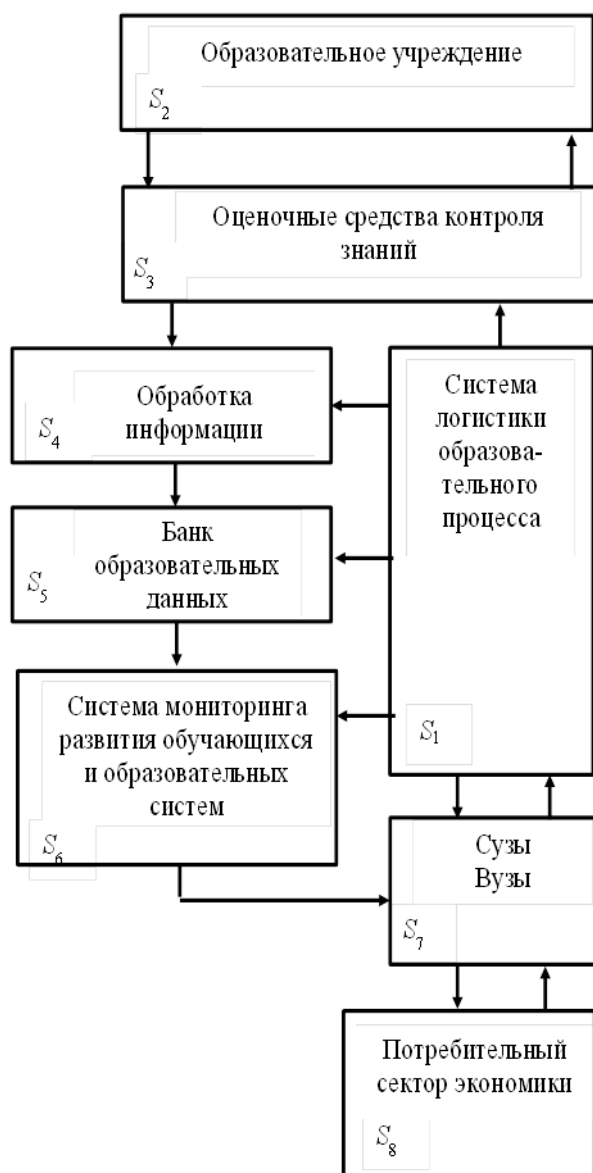 Образовательное учреждение
S2
Оценочные средства контроля
знаний
S3
Обработка
информации
S4
Система
логистики
образова-
тельного
процесса
S1
Банк
образовательных
данных
S5
Система мониторинга
развития обучающихся
и образовательных
систем
S6
Сузы
Вузы
S7
Потребительный
сектор экономики
S8